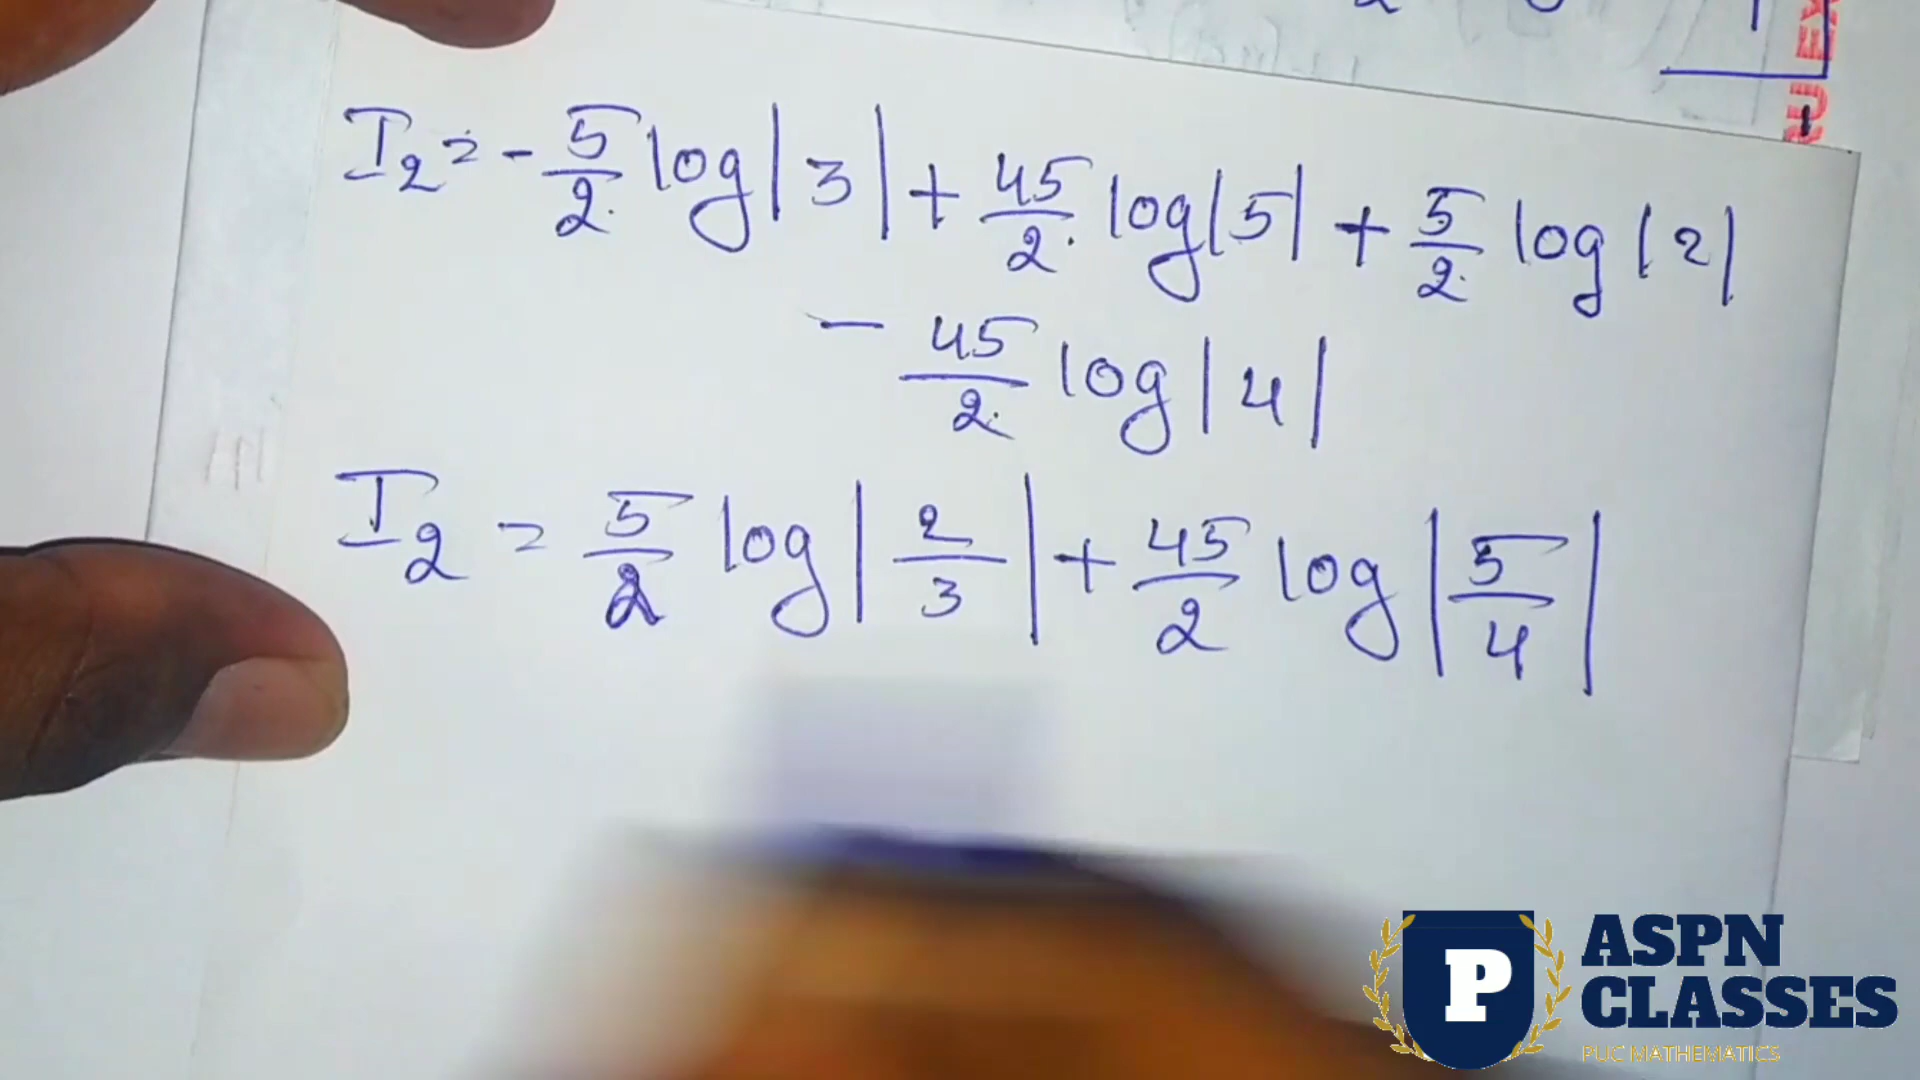 I₂ = - 5/2 log|3| + 45/2 log|5| + 5/2 log|2|
- 45/2 log|4|
I₂ = 5/2 log|2/3| + 45/2 log|5/4|
P
ASPN
CLASSES
PUC MATHEMATICS